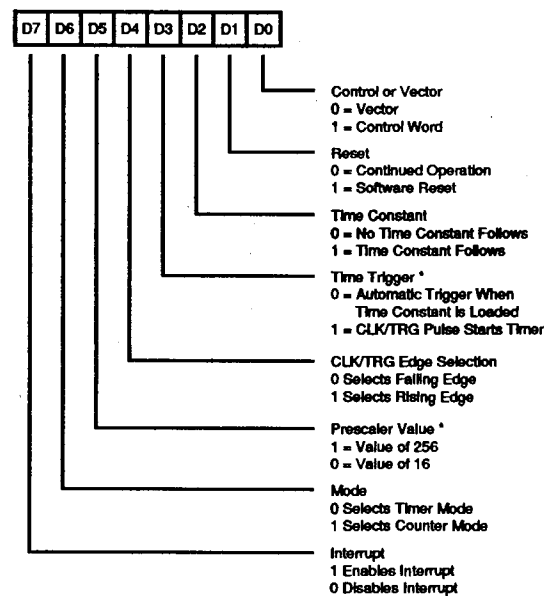 D7 D6 D5 D4 D3 D2 D1 D0
Control or Vector
0 = Vector
1 = Control Word
Reset
0 = Continued Operation
1 = Software Reset
Time Constant
0 = No Time Constant Follows
1 = Time Constant Follows
Time Trigger *
0 = Automatic Trigger When
Time Constant is Loaded
1 = CLK/TRG Pulse Starts Timer
CLK/TRG Edge Selection
0 Selects Falling Edge
1 Selects Rising Edge
Prescaler Value *
1 = Value of 256
0 = Value of 16
Mode
0 Selects Timer Mode
1 Selects Counter Mode
Interrupt
1 Enables Interrupt
0 Disables Interrupt